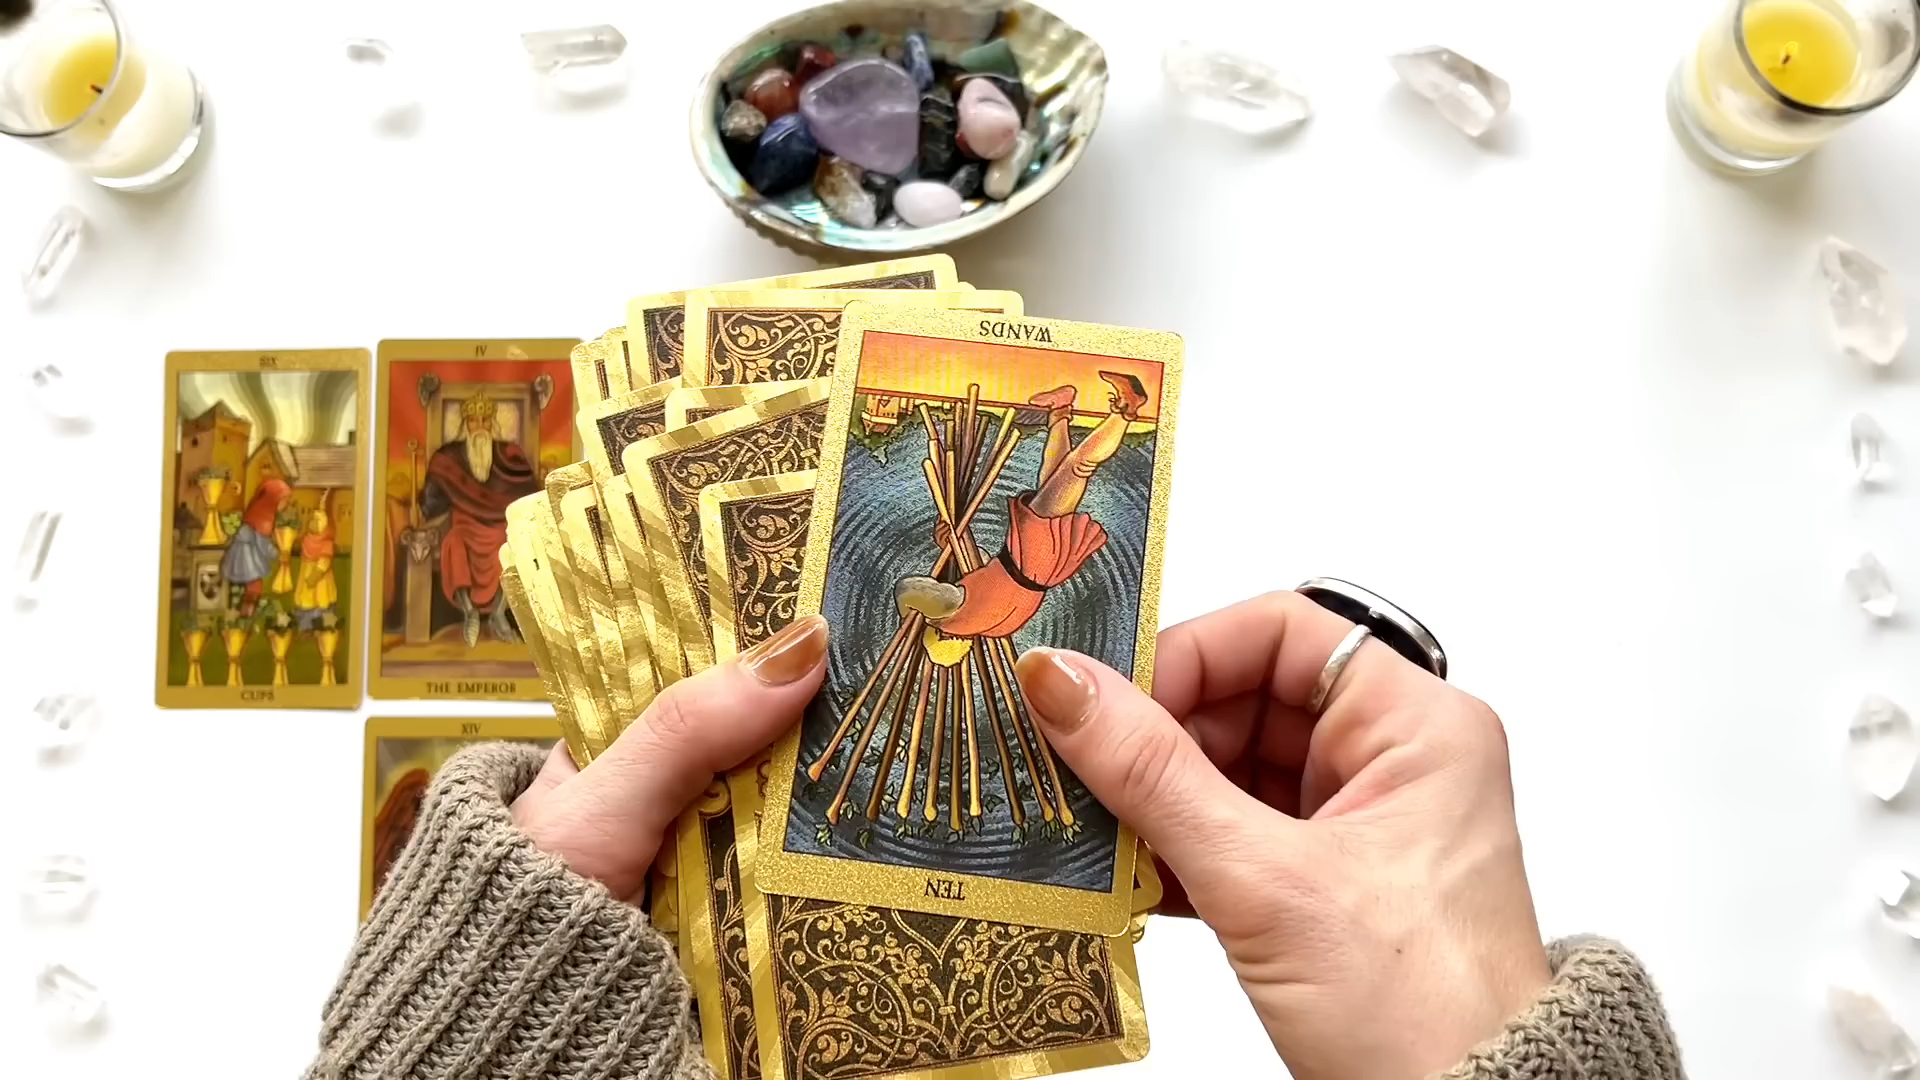 SIX
CUPS
IV
THE EMPEROR
XIV
WANDS
TEN